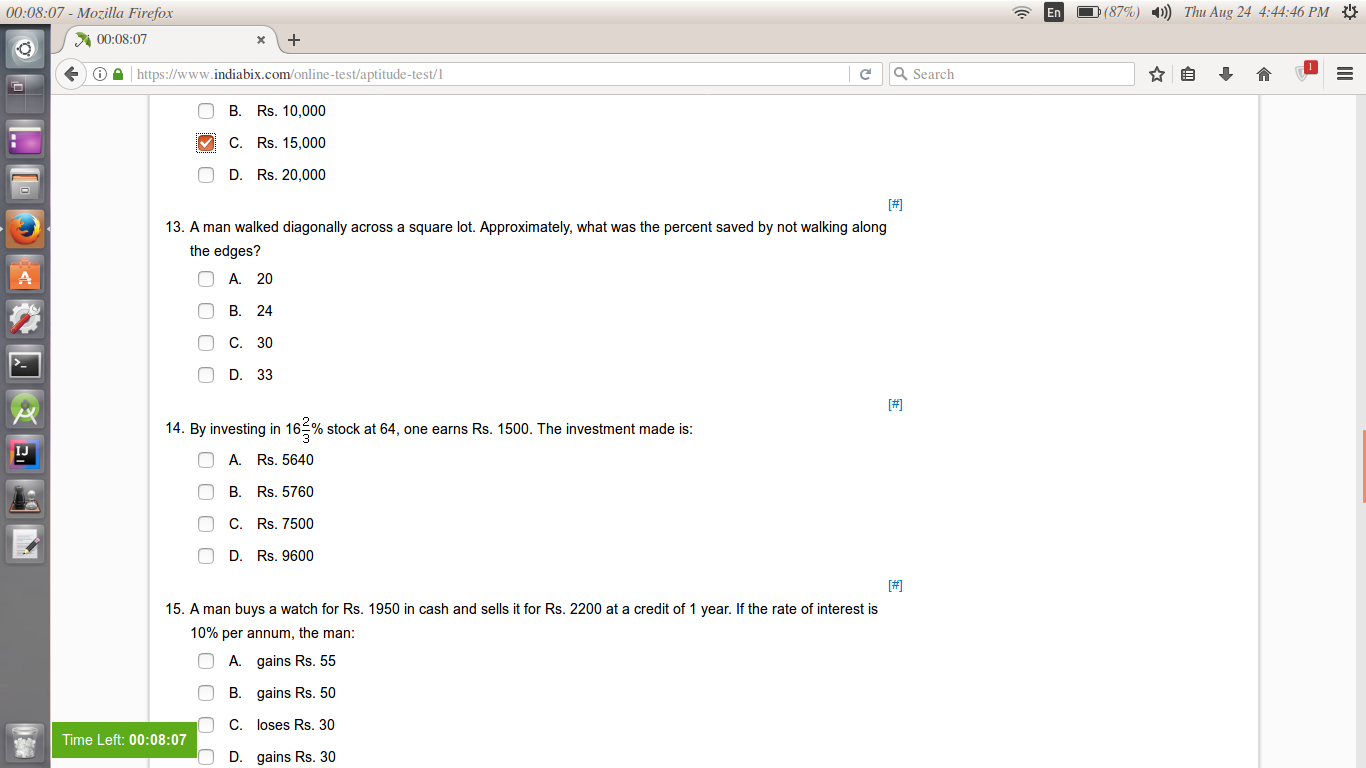 00:08:07 - Mozilla Firefox
En
(87%)
Thu Aug 24 4:44:46 PM
00:08:07
https://www.indiabix.com/online-test/aptitude-test/1
Search
1
B. Rs. 10,000
C. Rs. 15,000
D. Rs. 20,000
[#]
13. A man walked diagonally across a square lot. Approximately, what was the percent saved by not walking along
the edges?
A. 20
B. 24
C. 30
D. 33
[#]
14. By investing in 16 2/3% stock at 64, one earns Rs. 1500. The investment made is:
A. Rs. 5640
B. Rs. 5760
C. Rs. 7500
D. Rs. 9600
[#]
15. A man buys a watch for Rs. 1950 in cash and sells it for Rs. 2200 at a credit of 1 year. If the rate of interest is
10% per annum, the man:
A. gains Rs. 55
B. gains Rs. 50
C. loses Rs. 30
D. gains Rs. 30
Time Left: 00:08:07
A
>_
IJ